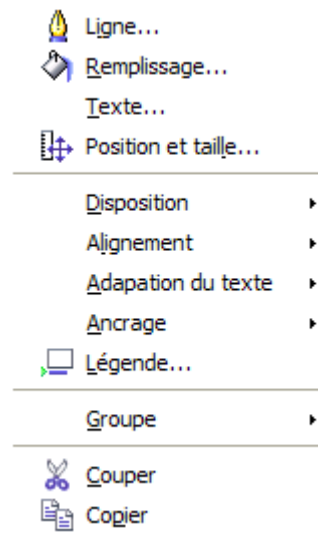 Ligne...
Remplissage...
Texte...
Position et taille...
Disposition
Alignement
Adapation du texte
Ancrage
Légende...
Groupe
Couper
Copier